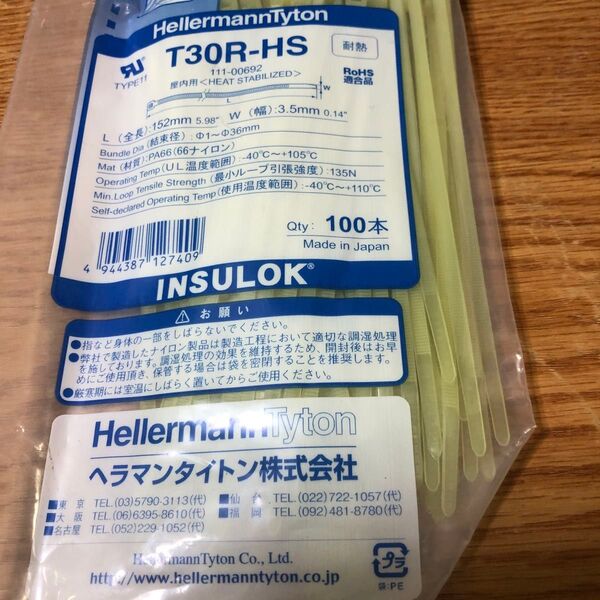 HellermannTyton
T30R-HS
耐熱
TYPE11
111-00692
屋内用<HEAT STABILIZED>
RoHS
適合品
W
L
L (全長):152mm 5.98" W (幅):3.5mm 0.14"
Bundle Dia (結束径) : Φ1~Φ36mm
Mat (材質):PA66(66ナイロン)
Operating Temp (UL温度範囲):-40℃~+105℃
Min. Loop Tensile Strength (最小ループ引張強度):135N
Self-declared Operating Temp (使用温度範囲):-40℃~+110℃
Qty: 100本
Made in Japan
4 944387 127409
INSULOK®
お願い
●指など身体の一部をしばらないでください。
●弊社で製造したナイロン製品は製造工程において適切な調湿処理
を施しております。調湿処理の効果を維持するため、開封後はお早
めにご使用頂き、保管する場合は袋を密閉することを推奨します。
●厳寒期には室温にしばらく置いてからご使用ください。
HellermannTyton
ヘラマンタイトン株式会社
■東京 TEL.(03)5790-3113(代) ■仙台 TEL.(022)722-1057(代)
■大阪 TEL.(06)6395-8610(代) ■福岡 TEL.(092)481-8780(代)
■名古屋 TEL.(052)229-1052(代)
HellermannTyton Co., Ltd.
http://www.hellermanntyton.co.jp
プラ
袋:PE